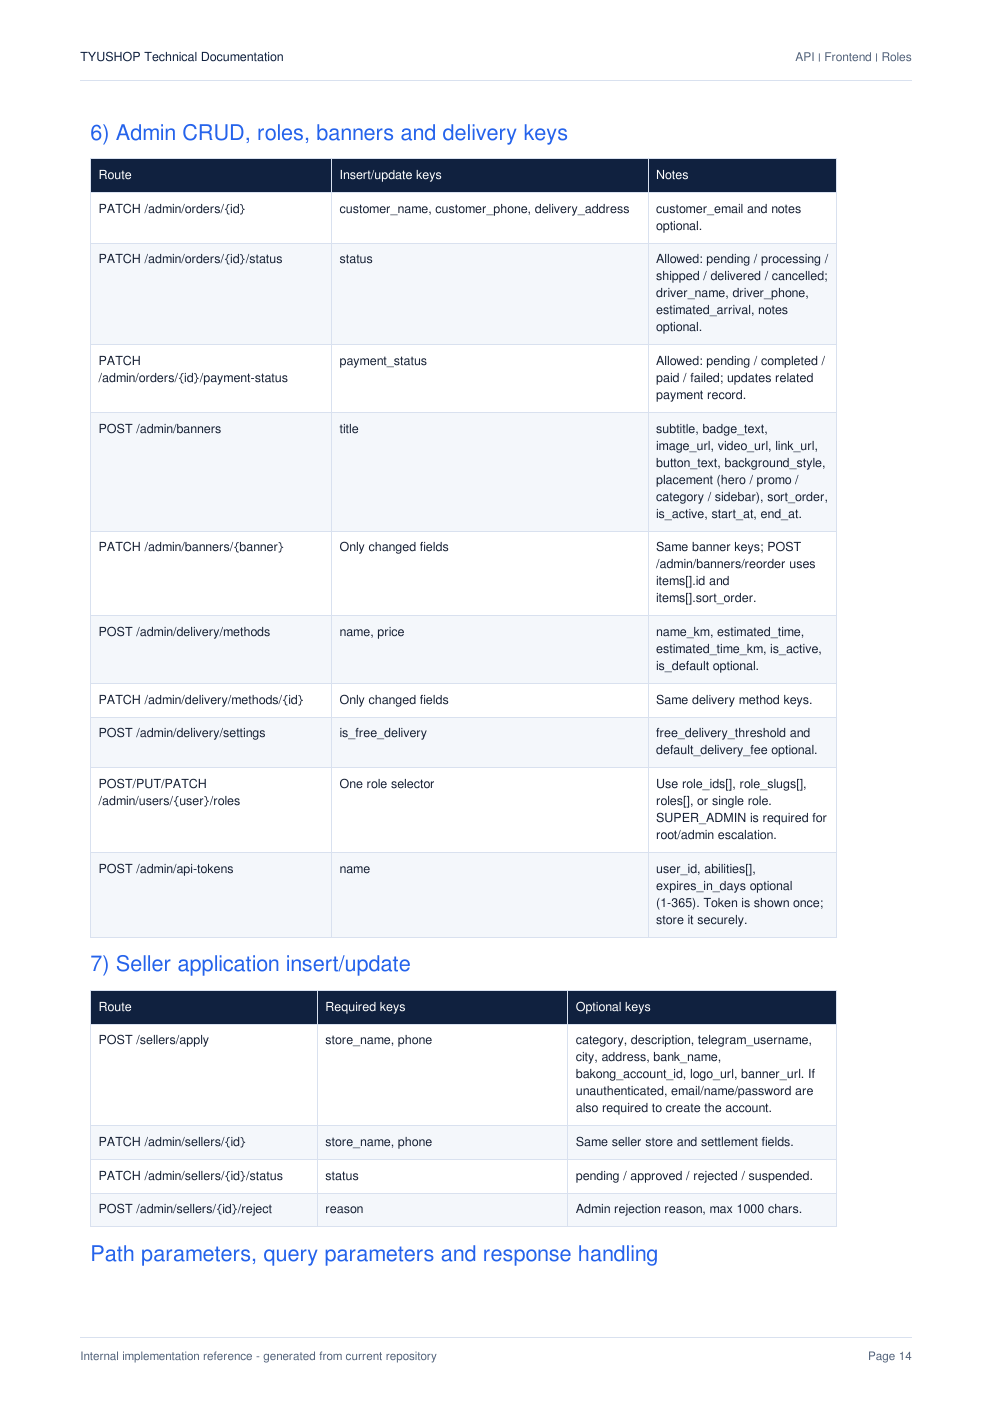 TYUSHOP Technical Documentation
API | Frontend | Roles
6) Admin CRUD, roles, banners and delivery keys
Route
Insert/update keys
Notes
PATCH /admin/orders/{id}
customer_name, customer_phone, delivery_address
customer_email and notes
optional.
PATCH /admin/orders/{id}/status
status
Allowed: pending / processing /
shipped / delivered / cancelled;
driver_name, driver_phone,
estimated_arrival, notes
optional.
PATCH
/admin/orders/{id}/payment-status
payment_status
Allowed: pending / completed /
paid / failed; updates related
payment record.
POST /admin/banners
title
subtitle, badge_text,
image_url, video_url, link_url,
button_text, background_style,
placement (hero / promo /
category / sidebar), sort_order,
is_active, start_at, end_at.
PATCH /admin/banners/{banner}
Only changed fields
Same banner keys; POST
/admin/banners/reorder uses
items[].id and
items[].sort_order.
POST /admin/delivery/methods
name, price
name_km, estimated_time,
estimated_time_km, is_active,
is_default optional.
PATCH /admin/delivery/methods/{id}
Only changed fields
Same delivery method keys.
POST /admin/delivery/settings
is_free_delivery
free_delivery_threshold and
default_delivery_fee optional.
POST/PUT/PATCH
/admin/users/{user}/roles
One role selector
Use role_ids[], role_slugs[],
roles[], or single role.
SUPER_ADMIN is required for
root/admin escalation.
POST /admin/api-tokens
name
user_id, abilities[],
expires_in_days optional
(1-365). Token is shown once;
store it securely.
7) Seller application insert/update
Route
Required keys
Optional keys
POST /sellers/apply
store_name, phone
category, description, telegram_username,
city, address, bank_name,
bakong_account_id, logo_url, banner_url. If
unauthenticated, email/name/password are
also required to create the account.
PATCH /admin/sellers/{id}
store_name, phone
Same seller store and settlement fields.
PATCH /admin/sellers/{id}/status
status
pending / approved / rejected / suspended.
POST /admin/sellers/{id}/reject
reason
Admin rejection reason, max 1000 chars.
Path parameters, query parameters and response handling
Internal implementation reference - generated from current repository
Page 14